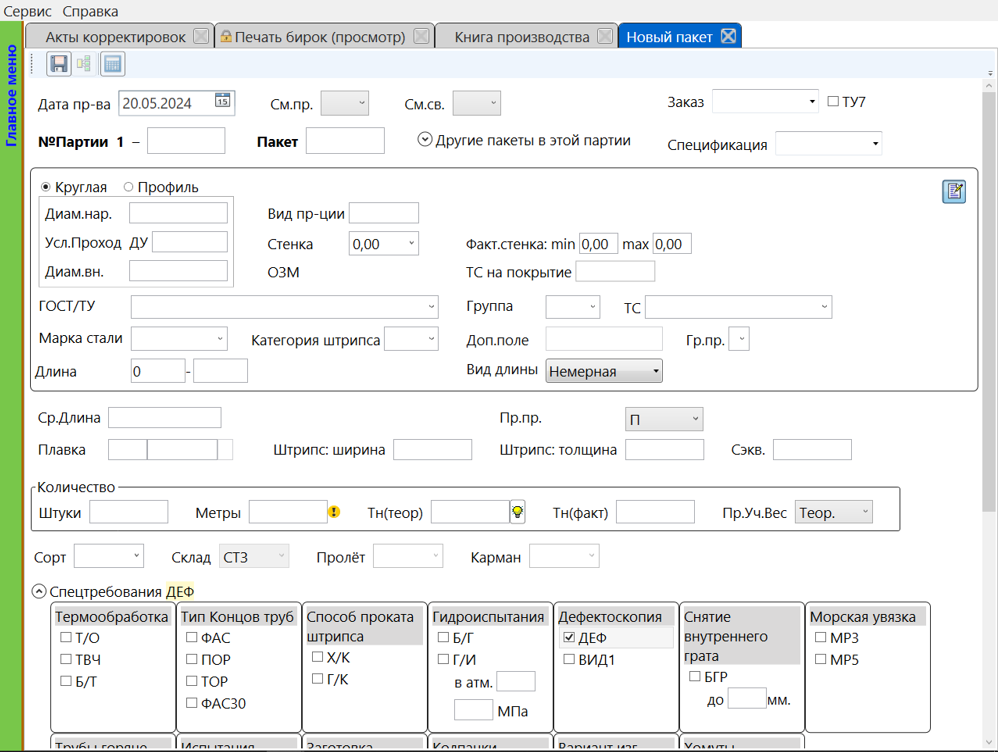 Сервис Справка
Главное меню
Акты корректировок Печать бирок (просмотр) Книга производства Новый пакет
Дата пр-ва 20.05.2024 15 См.пр. См.св. Заказ ТУ7
№Партии 1 – Пакет Другие пакеты в этой партии Спецификация
Круглая Профиль
Диам.нар. Вид пр-ции
Усл.Проход ДУ Стенка 0,00 Факт.стенка: min 0,00 max 0,00
Диам.вн. ОЗМ ТС на покрытие
ГОСТ/ТУ Группа ТС
Марка стали Категория штрипса Доп.поле Гр.пр.
Длина 0 - Вид длины Немерная
Ср.Длина Пр.пр. П
Плавка Штрипс: ширина Штрипс: толщина Сэкв.
Количество
Штуки Метры Тн(теор) Тн(факт) Пр.Уч.Вес Теор.
Сорт Склад СТ3 Пролёт Карман
Спецтребования ДЕФ
Термообработка Тип Концов труб Способ проката Гидроиспытания Дефектоскопия Снятие Морская увязка
штрипса внутреннего
грата
Т/О ФАС Х/К Б/Г ДЕФ БГР МР3
ТВЧ ПОР Г/К Г/И ВИД1 до мм. МР5
Б/Т ТОР в атм.
ФАС30 МПа
Трубы горяче Испытания Заготовка Колпачки Вариант изг. Хомуты